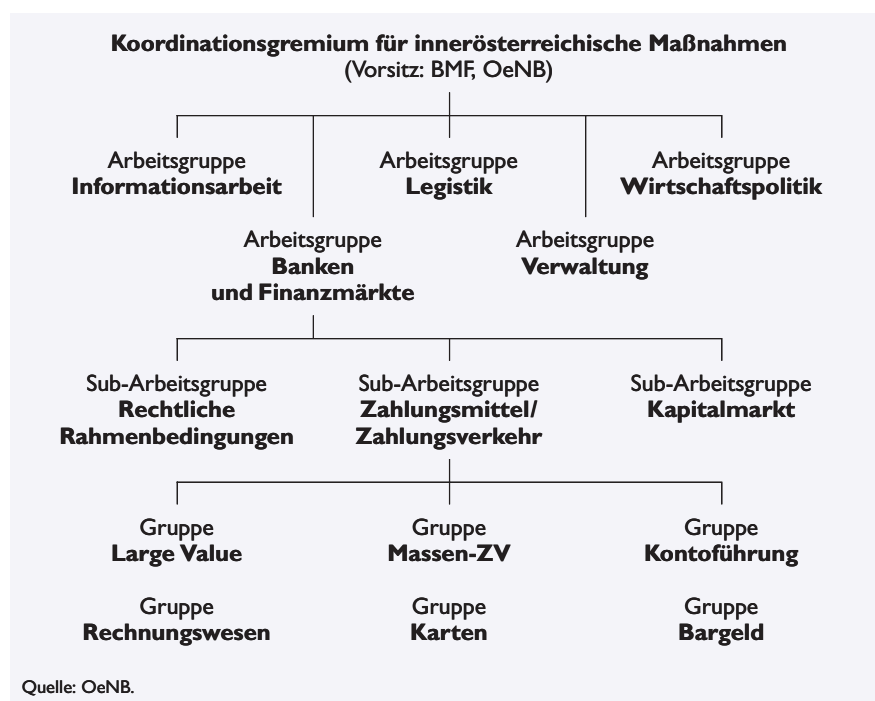 Koordinationsgremium für innerösterreichische Maßnahmen
(Vorsitz: BMF, OeNB)
Arbeitsgruppe
Informationsarbeit
Arbeitsgruppe
Legistik
Arbeitsgruppe
Wirtschaftspolitik
Arbeitsgruppe
Banken
und Finanzmärkte
Arbeitsgruppe
Verwaltung
Sub-Arbeitsgruppe
Rechtliche
Rahmenbedingungen
Sub-Arbeitsgruppe
Zahlungsmittel/
Zahlungsverkehr
Sub-Arbeitsgruppe
Kapitalmarkt
Gruppe
Large Value
Gruppe
Massen-ZV
Gruppe
Kontoführung
Gruppe
Rechnungswesen
Gruppe
Karten
Gruppe
Bargeld
Quelle: OeNB.